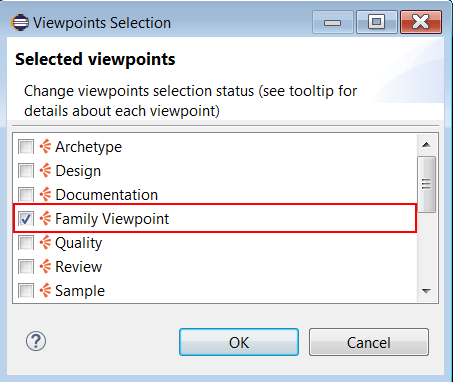 Viewpoints Selection
Selected viewpoints
Change viewpoints selection status (see tooltip for
details about each viewpoint)
Archetype
Design
Documentation
Family Viewpoint
Quality
Review
Sample
?
OK
Cancel